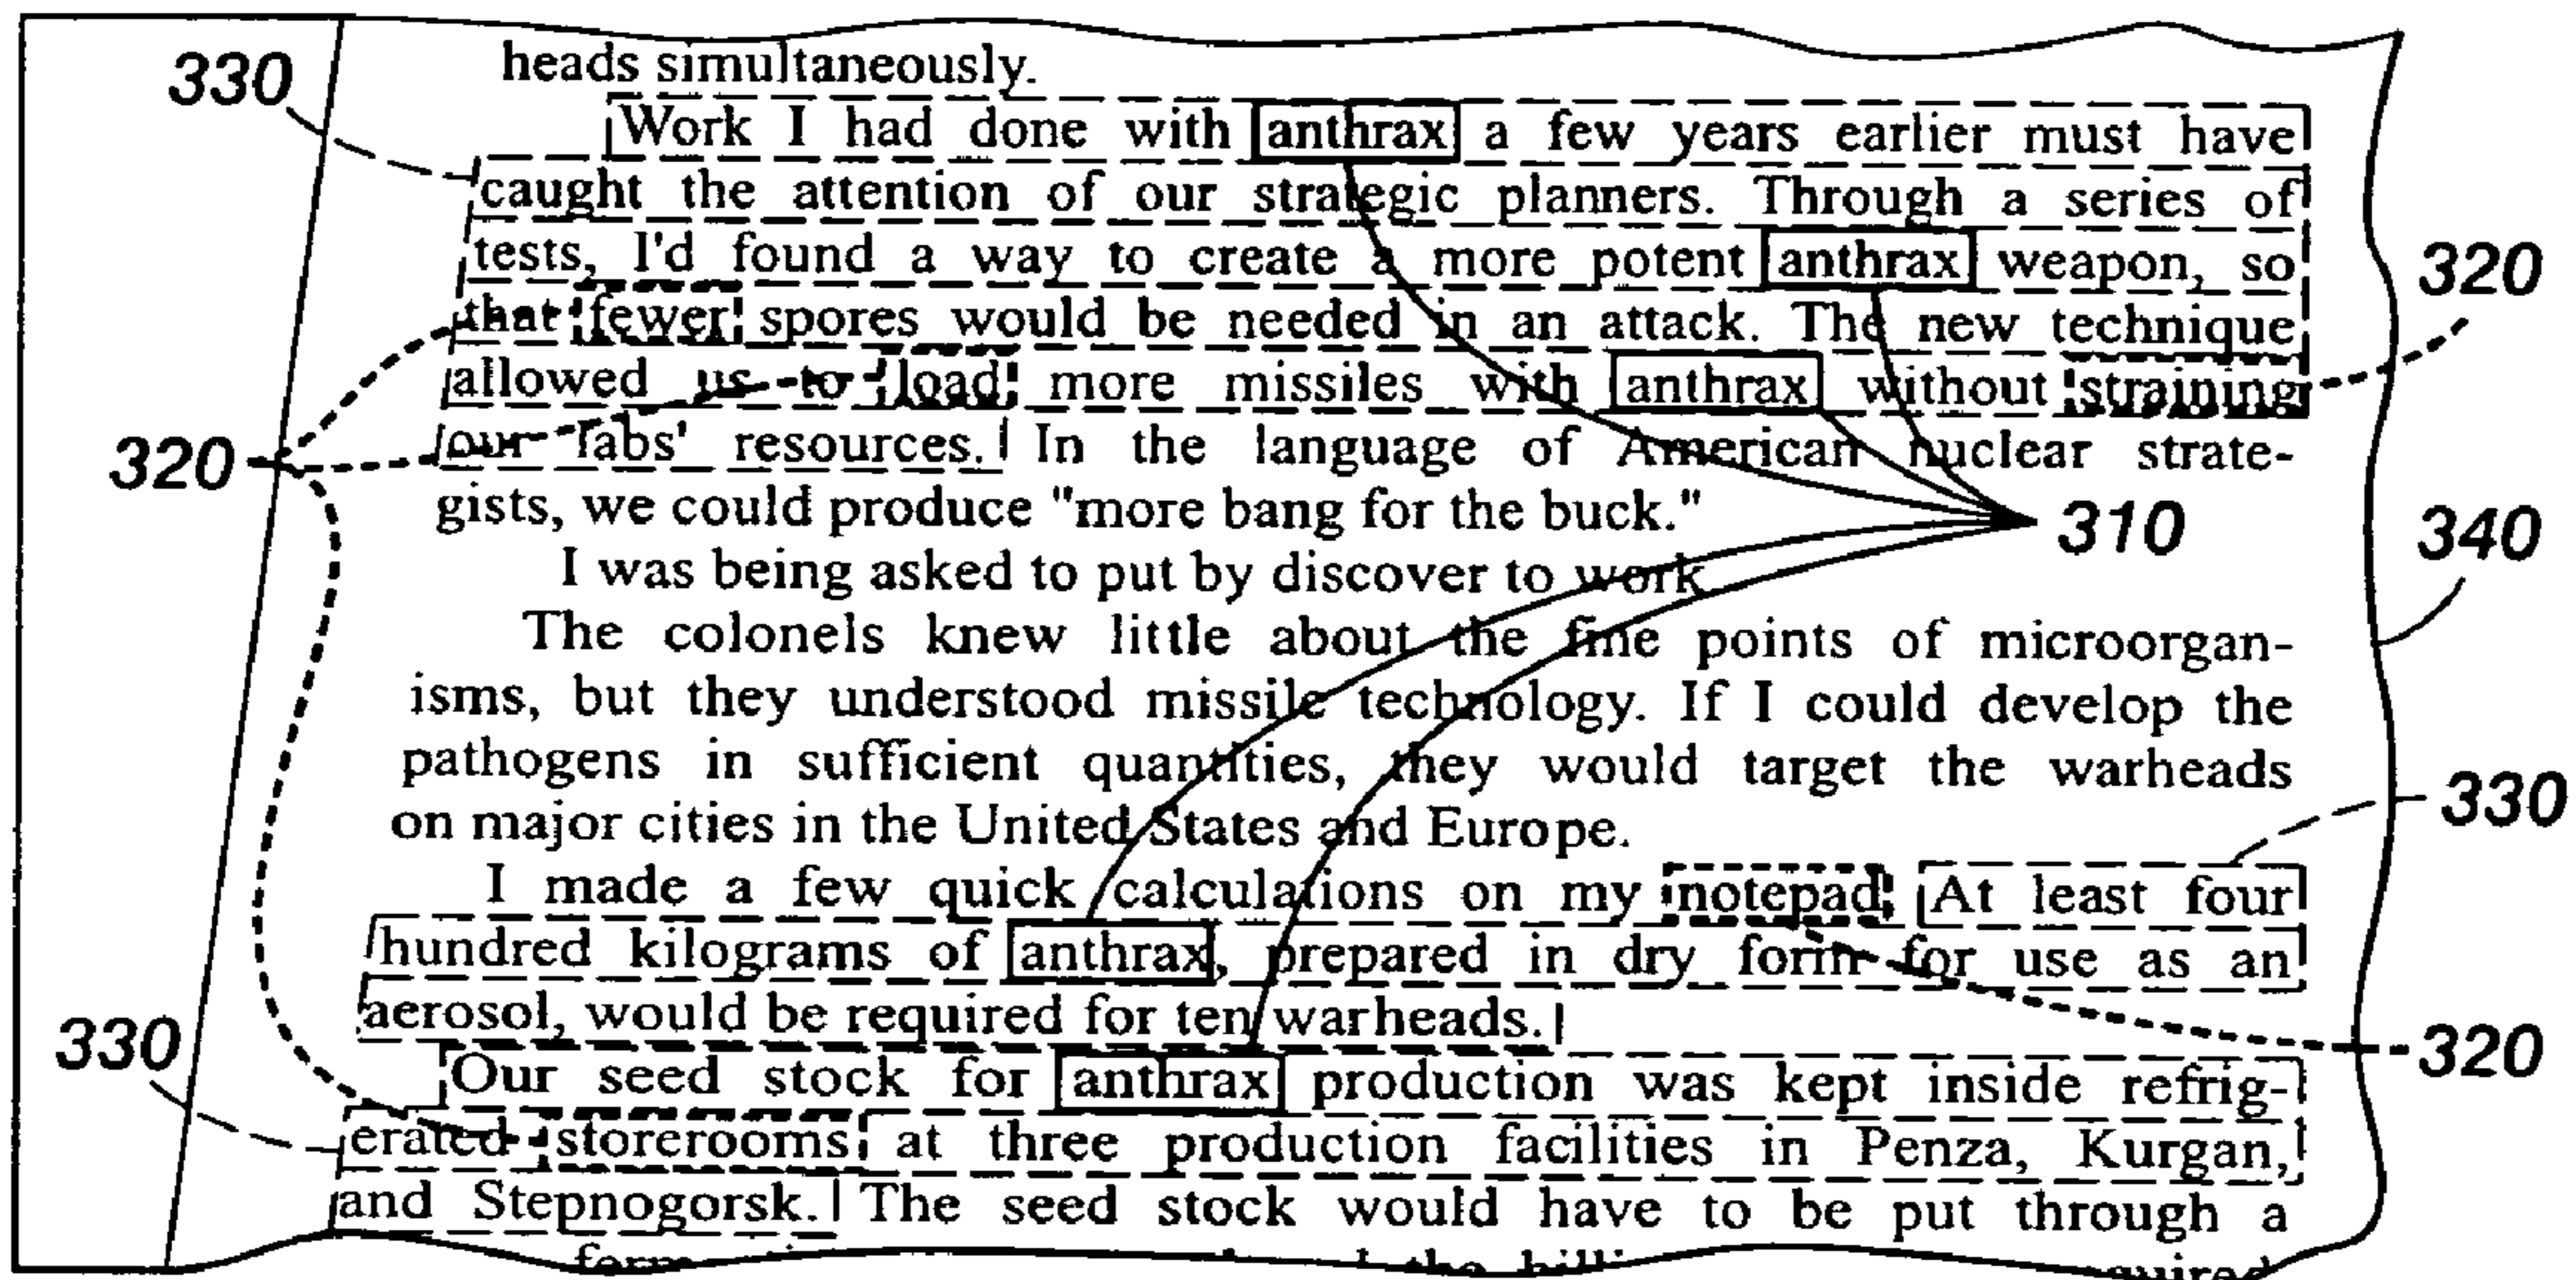 330
heads simultaneously.
Work I had done with anthrax a few years earlier must have
caught the attention of our strategic planners. Through a series of
tests, I'd found a way to create a more potent anthrax weapon, so
320
that fewer spores would be needed in an attack. The new technique
allowed us to load more missiles with anthrax without straining
320
our labs' resources. In the language of American nuclear strate-
gists, we could produce "more bang for the buck."
310
340
I was being asked to put by discover to work
The colonels knew little about the fine points of microorgan-
isms, but they understood missile technology. If I could develop the
pathogens in sufficient quantities, they would target the warheads
330
on major cities in the United States and Europe.
I made a few quick calculations on my notepad At least four
hundred kilograms of anthrax, prepared in dry form for use as an
aerosol, would be required for ten warheads.
330
320
Our seed stock for anthrax production was kept inside refrig-
erated storerooms at three production facilities in Penza, Kurgan,
and Stepnogorsk. The seed stock would have to be put through a